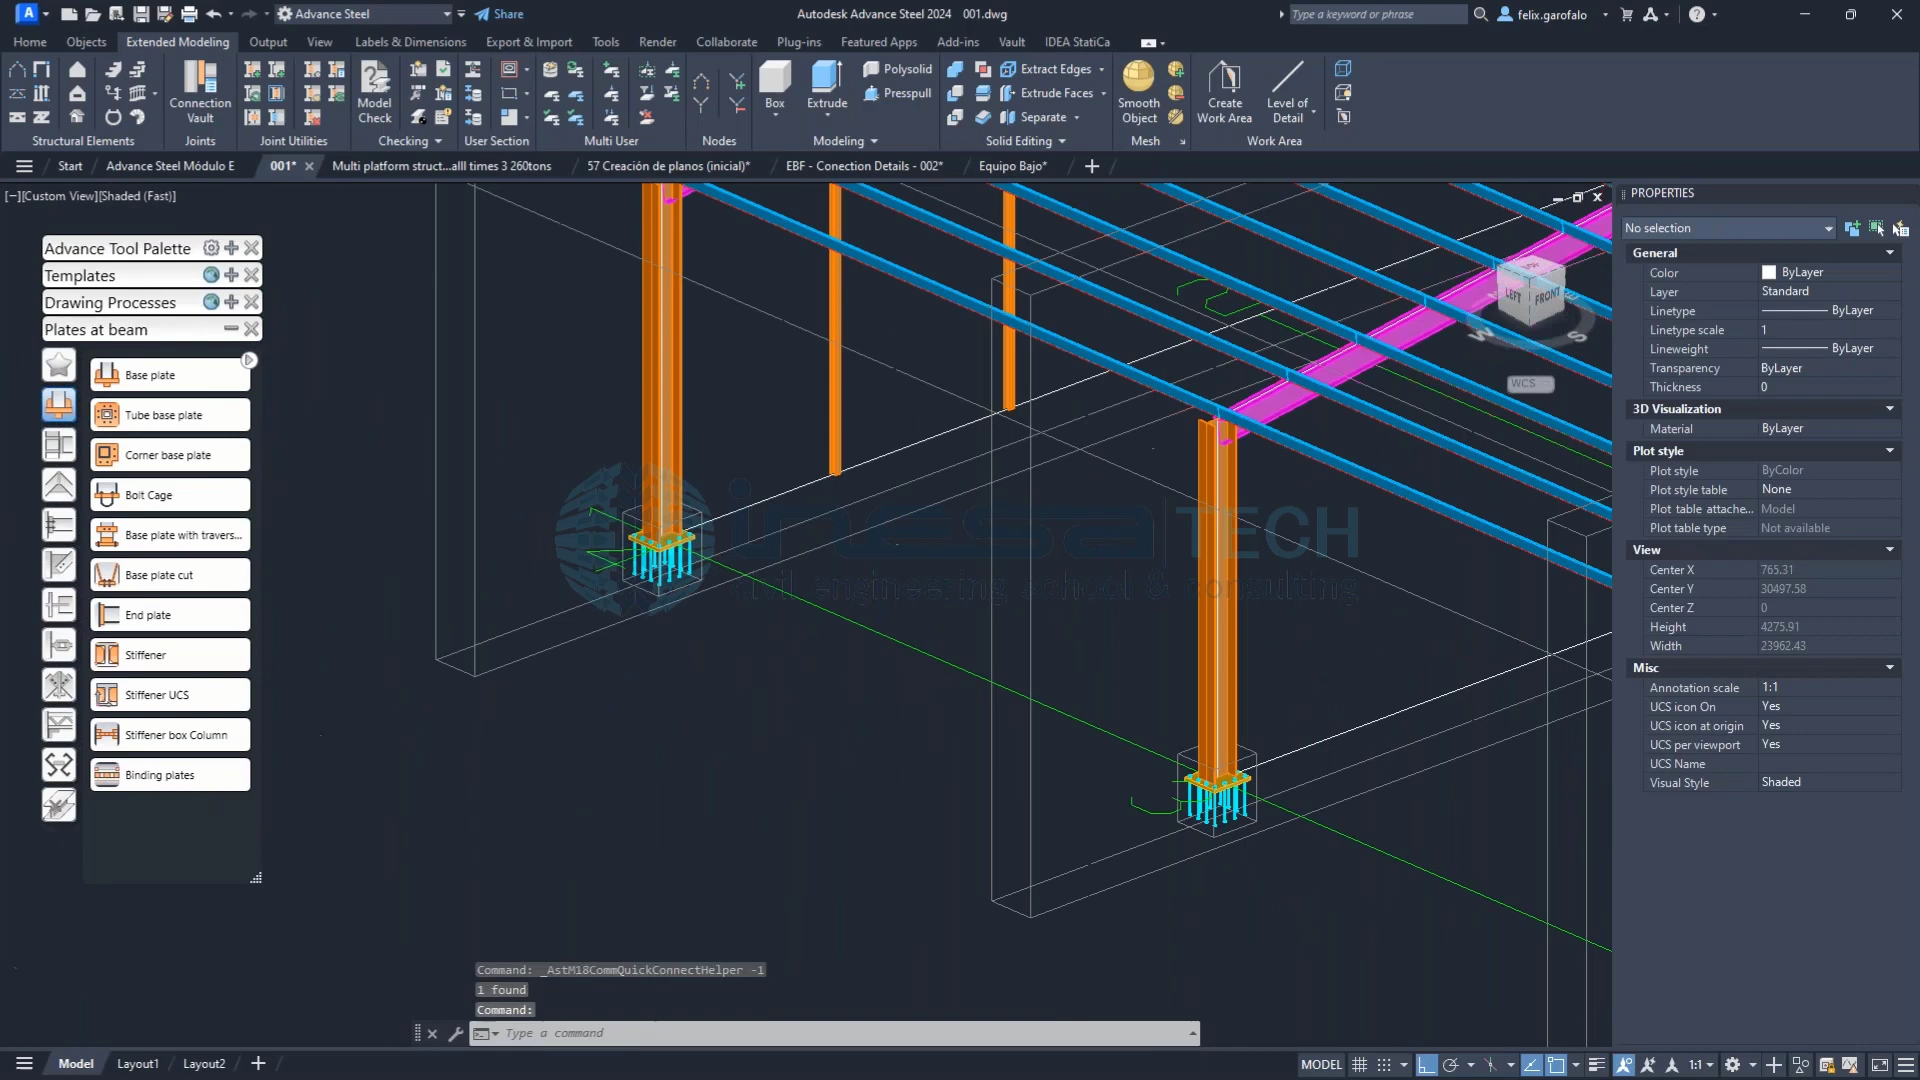 Advance Steel
Share
Autodesk Advance Steel 2024 001.dwg
Type a keyword or phrase
felix.garofalo
Home Objects Extended Modeling Output View Labels & Dimensions Export & Import Tools Render Collaborate Plug-ins Featured Apps Add-ins Vault IDEA StatiCa
Connection Vault
Model Check
Box
Extrude
Polysolid
Presspull
Extract Edges
Extrude Faces
Separate
Smooth Object
Create Work Area
Level of Detail
Structural Elements Joints Joint Utilities Checking User Section Multi User Nodes Modeling Solid Editing Mesh Work Area
Start Advance Steel Módulo E 001* Multi platform struct...alll times 3 260tons 57 Creación de planos (inicial)* EBF - Conection Details - 002* Equipo Bajo*
[−][Custom View][Shaded (Fast)]
Advance Tool Palette
Templates
Drawing Processes
Plates at beam
Base plate
Tube base plate
Corner base plate
Bolt Cage
Base plate with travers...
Base plate cut
End plate
Stiffener
Stiffener UCS
Stiffener box Column
Binding plates
LEFT FRONT
W S
WCS
inesa TECH
civil engineering school & consulting
PROPERTIES
No selection
General
Color ByLayer
Layer Standard
Linetype ByLayer
Linetype scale 1
Lineweight ByLayer
Transparency ByLayer
Thickness 0
3D Visualization
Material ByLayer
Plot style
Plot style ByColor
Plot style table None
Plot table attache... Model
Plot table type Not available
View
Center X 765.31
Center Y 30497.58
Center Z 0
Height 4275.91
Width 23962.43
Misc
Annotation scale 1:1
UCS icon On Yes
UCS icon at origin Yes
UCS per viewport Yes
UCS Name
Visual Style Shaded
Command: _AstM18CommQuickConnectHelper -1
1 found
Command:
Type a command
Model Layout1 Layout2
MODEL
1:1